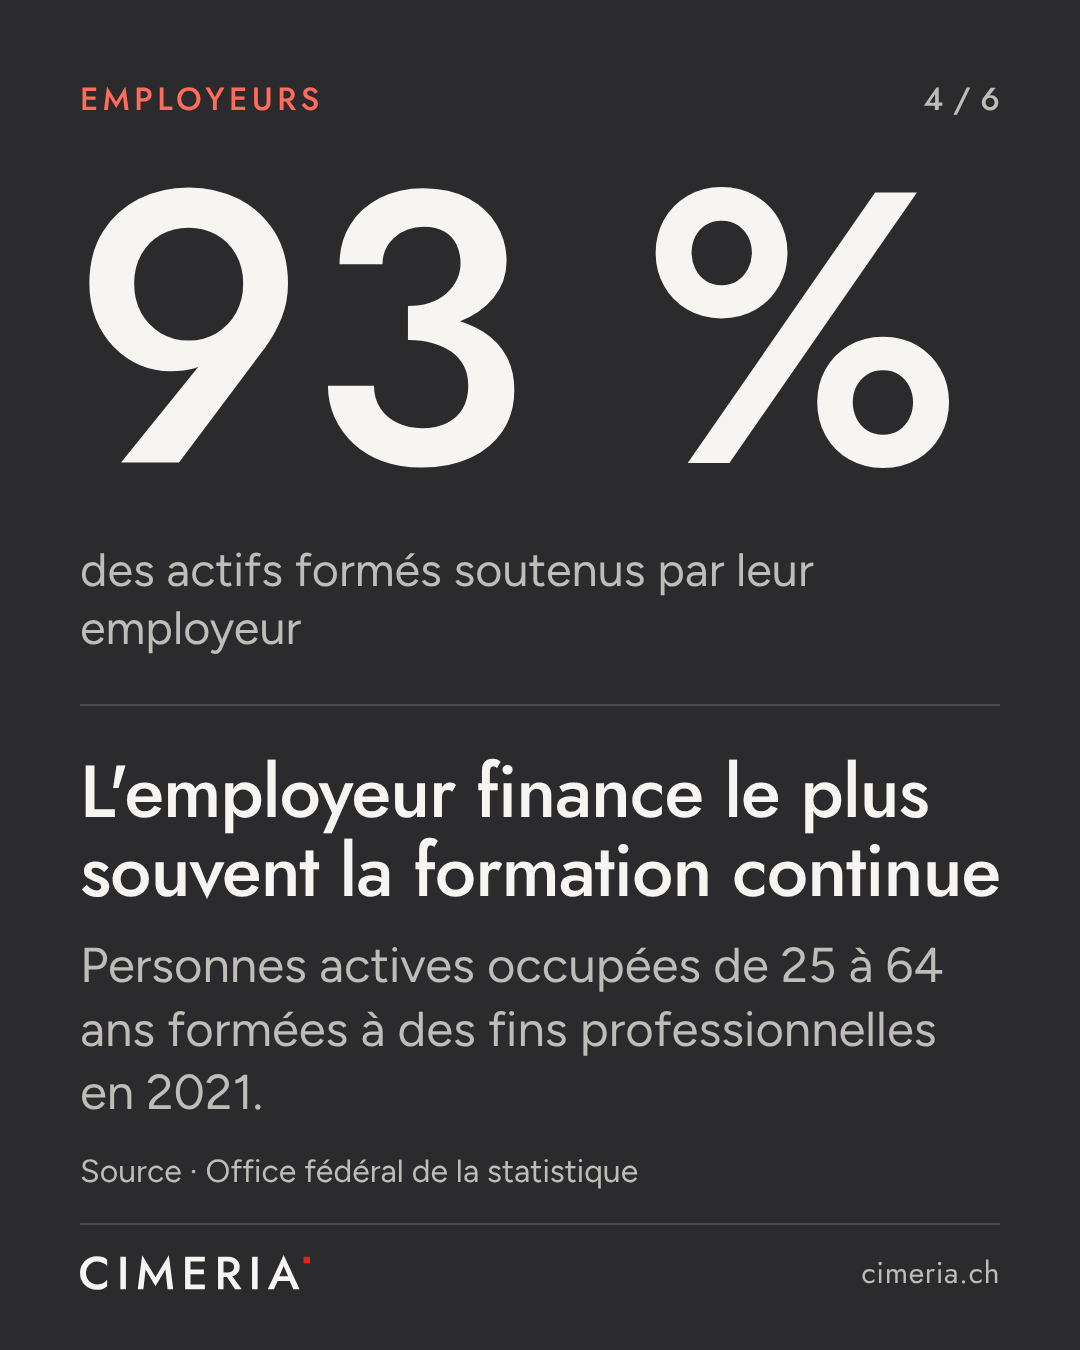 EMPLOYEURS
4 / 6
93 %
des actifs formés soutenus par leur
employeur
L'employeur finance le plus
souvent la formation continue
Personnes actives occupées de 25 à 64
ans formées à des fins professionnelles
en 2021.
Source · Office fédéral de la statistique
CIMERIA
cimeria.ch